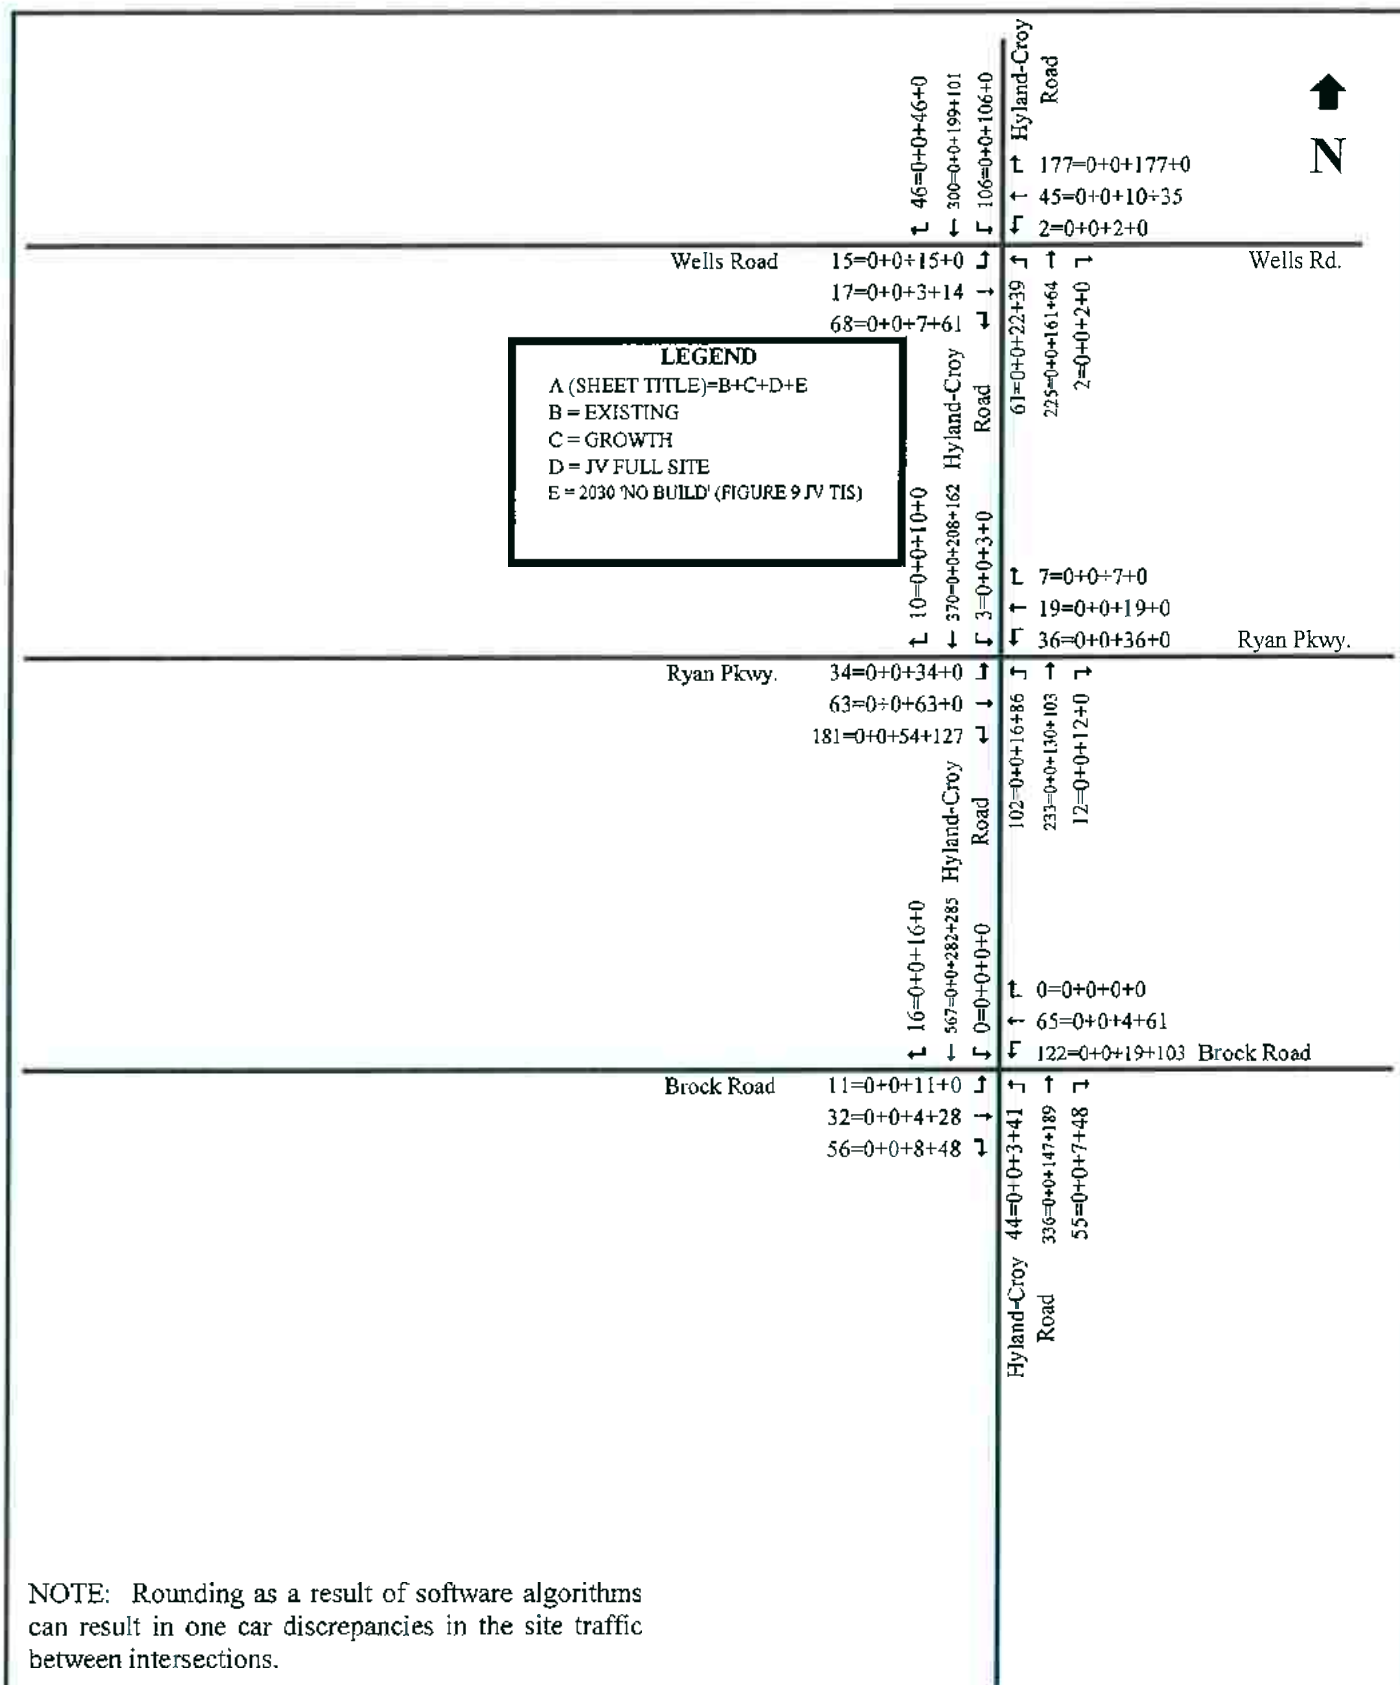 Hyland-Croy
Road
N
46=0+0+46+0
300=0+0+199+101
106=0+0+106+0
177=0+0+177+0
45=0+0+10÷35
2=0+0+2+0
Wells Road
15=0+0÷15+0
17=0+0+3+14
68=0+0+7+61
Wells Rd.
61=0+0+22+39
225=0+0+161+64
2=0+0+2+0
LEGEND
A (SHEET TITLE)=B+C+D+E
B = EXISTING
C = GROWTH
D = JV FULL SITE
E = 2030 'NO BUILD' (FIGURE 9 JV TIS)
Hyland-Croy
Road
10=0+0+10+0
370=0+0+208+162
3=0+0+3+0
7=0+0÷7+0
19=0+0+19+0
36=0+0+36+0
Ryan Pkwy.
Ryan Pkwy.
34=0+0+34+0
63=0÷0+63+0
181=0+0+54+127
102=0+0+16+86
233=0+0+130+103
12=0+0+12+0
Hyland-Croy
Road
16=0+0+16+0
567=0+0+282+285
0=0+0+0+0
0=0+0+0+0
65=0+0+4+61
122=0+0+19+103 Brock Road
Brock Road
11=0+0+11+0
32=0+0+4+28
56=0+0+8+48
44=0+0+3+41
336=0+0+147+189
55=0+0+7+48
Hyland-Croy
Road
NOTE: Rounding as a result of software algorithms
can result in one car discrepancies in the site traffic
between intersections.